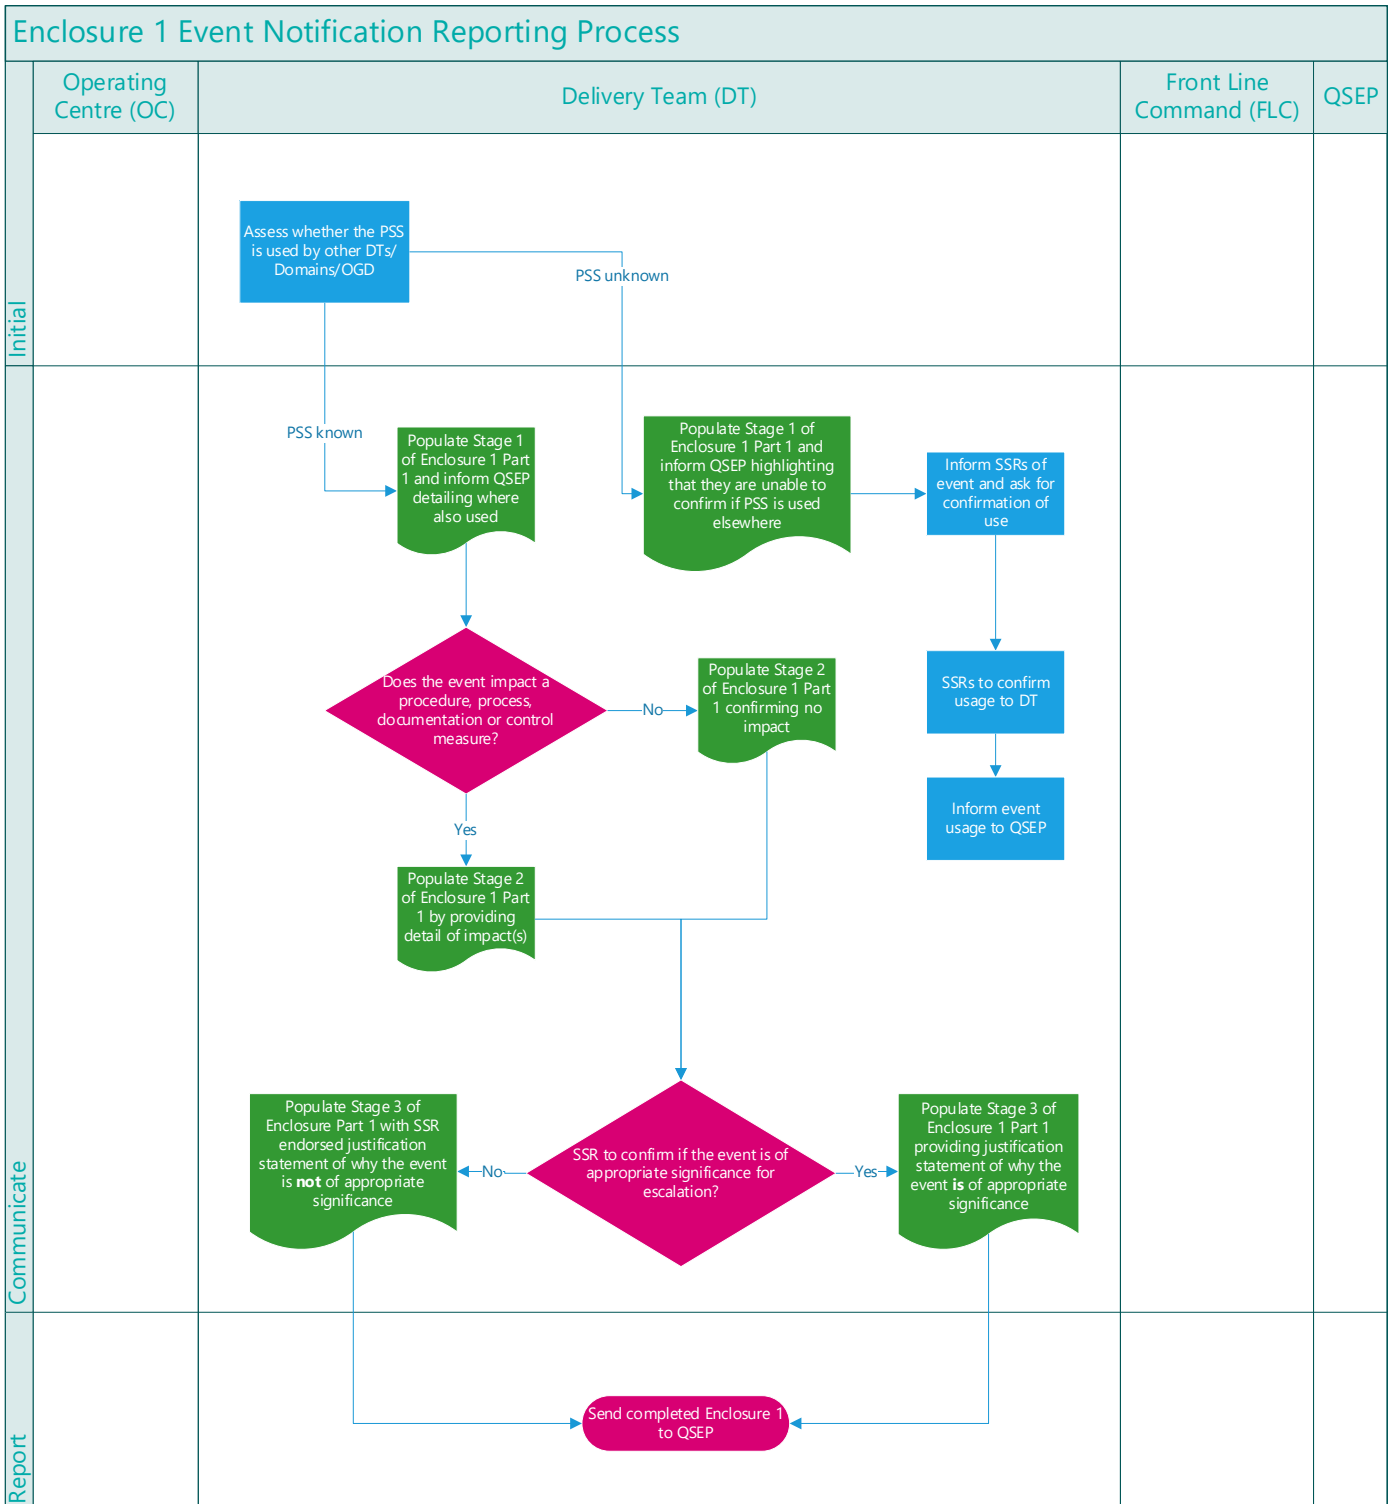 Enclosure 1 Event Notification Reporting Process
Operating
Centre (OC)
Delivery Team (DT)
Front Line
Command (FLC)
QSEP
Initial
Assess whether the PSS
is used by other DTs/
Domains/OGD
PSS unknown
PSS known
Communicate
Populate Stage 1
of Enclosure 1 Part
1 and inform QSEP
detailing where
also used
Populate Stage 1 of
Enclosure 1 Part 1 and
inform QSEP highlighting
that they are unable to
confirm if PSS is used
elsewhere
Inform SSRs of
event and ask for
confirmation of
use
Does the event impact a
procedure, process,
documentation or control
measure?
No
Populate Stage 2
of Enclosure 1 Part
1 confirming no
impact
SSRs to confirm
usage to DT
Inform event
usage to QSEP
Yes
Populate Stage 2
of Enclosure 1 Part
1 by providing
detail of impact(s)
Populate Stage 3 of
Enclosure Part 1 with SSR
endorsed justification
statement of why the event
is not of appropriate
significance
No
SSR to confirm if the event is of
appropriate significance for
escalation?
Yes
Populate Stage 3 of
Enclosure 1 Part 1
providing justification
statement of why the
event is of appropriate
significance
Report
Send completed Enclosure 1
to QSEP